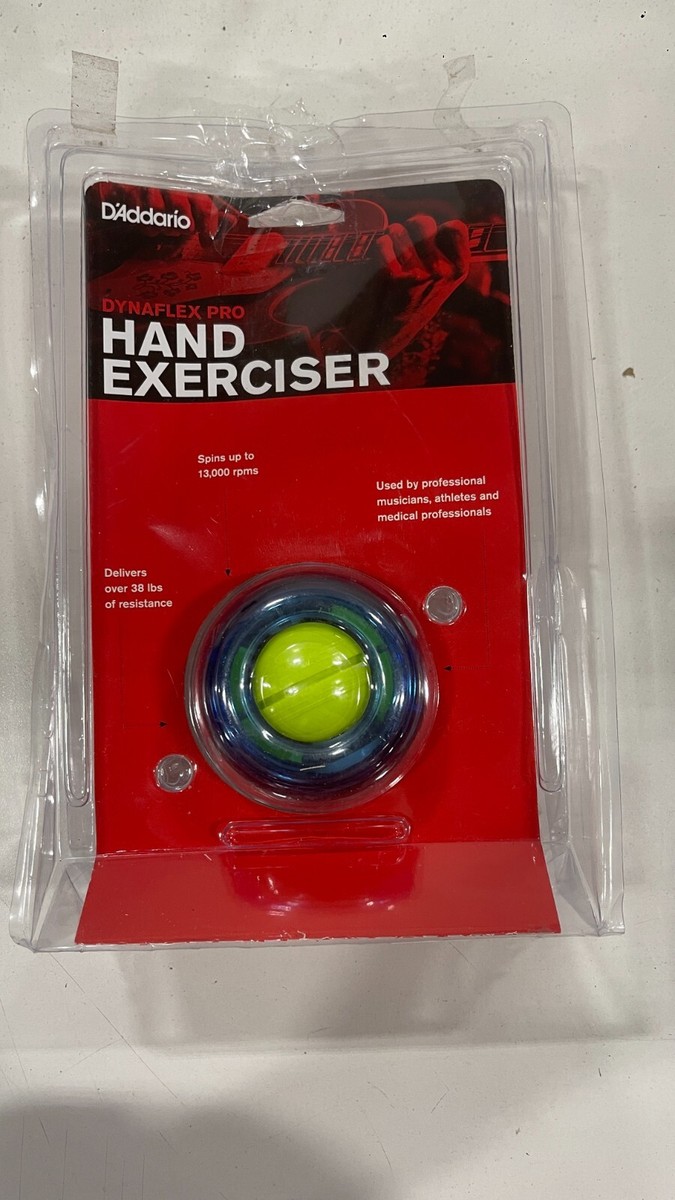 D'Addario
DYNAFLEX PRO
HAND
EXERCISER
Spins up to
13,000 rpms
Used by professional
musicians, athletes and
medical professionals
Delivers
over 38 lbs
of resistance